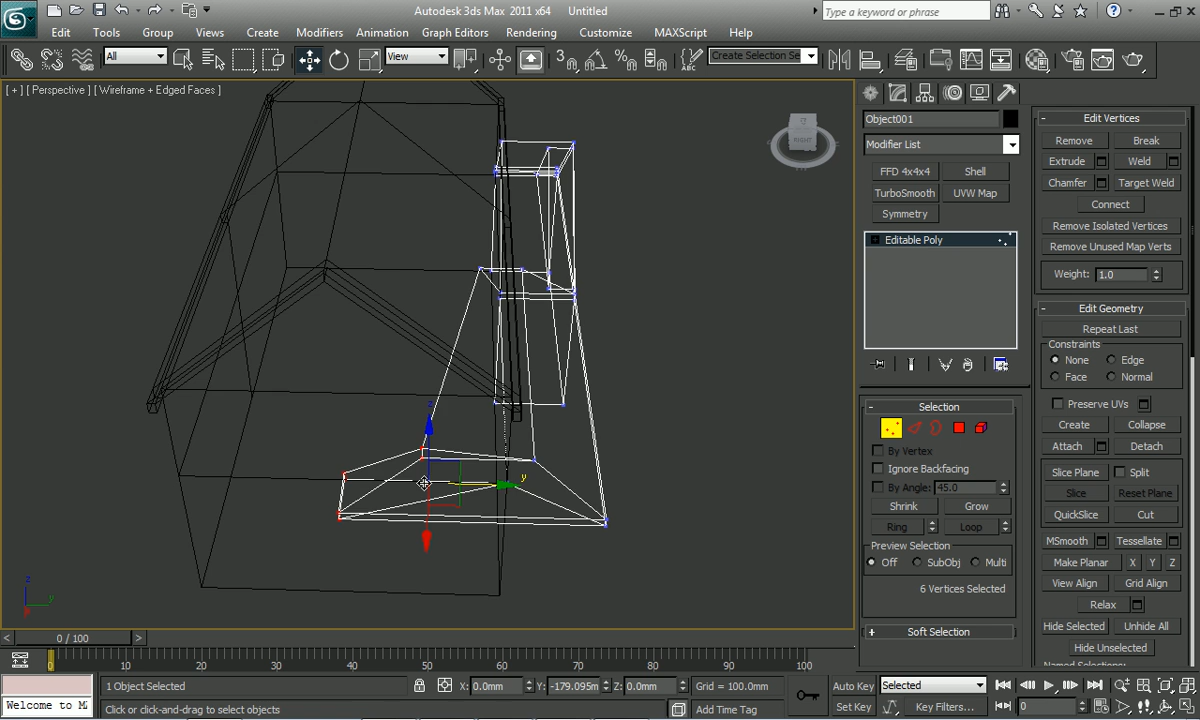 Autodesk 3ds Max 2011 x64 Untitled
Type a keyword or phrase
Edit Tools Group Views Create Modifiers Animation Graph Editors Rendering Customize MAXScript Help
All View 3 Create Selection Se
[ + ] [ Perspective ] [ Wireframe + Edged Faces ]
RIGHT
z
y
z
y
Object001
Modifier List
FFD 4x4x4 Shell
TurboSmooth UVW Map
Symmetry
Editable Poly
- Selection
By Vertex
Ignore Backfacing
By Angle: 45.0
Shrink Grow
Ring Loop
Preview Selection
Off SubObj Multi
6 Vertices Selected
+ Soft Selection
- Edit Vertices
Remove Break
Extrude Weld
Chamfer Target Weld
Connect
Remove Isolated Vertices
Remove Unused Map Verts
Weight: 1.0
- Edit Geometry
Repeat Last
Constraints
None Edge
Face Normal
Preserve UVs
Create Collapse
Attach Detach
Slice Plane Split
Slice Reset Plane
QuickSlice Cut
MSmooth Tessellate
Make Planar X Y Z
View Align Grid Align
Relax
Hide Selected Unhide All
Hide Unselected
Named Selections:
< 0 / 100 >
0 10 20 30 40 50 60 70 80 90 100
1 Object Selected X: 0.0mm Y: -179.095m Z: 0.0mm Grid = 100.0mm Auto Key Selected
Welcome to M Click or click-and-drag to select objects Add Time Tag Set Key Key Filters... 0